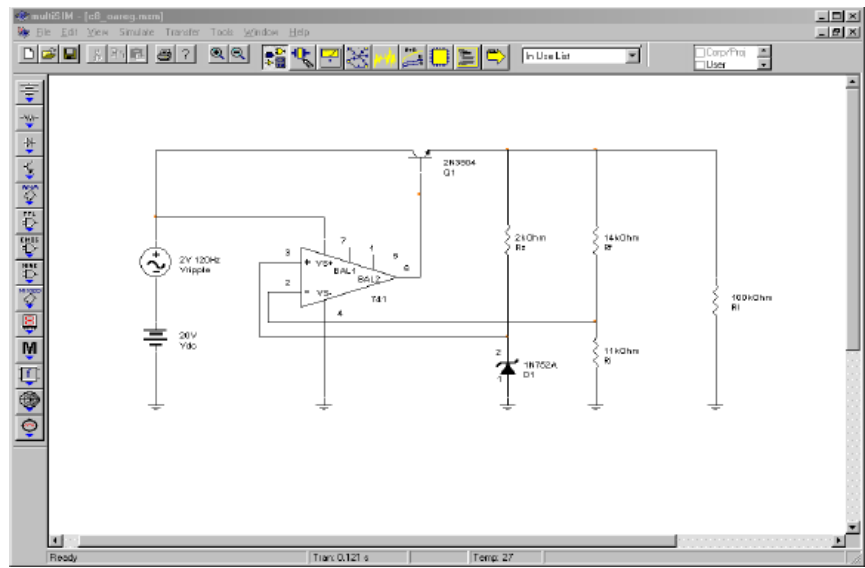 multiSIM - [c8_oareg.msm]
File Edit View Simulate Transfer Tools Window Help
In Use List
Corp/Proj
User
2N3904
Q1
2V 120Hz
Vripple
20V
Vdc
3
2
7
1
5
6
4
VS+
BAL1
BAL2
VS-
741
2kOhm
Rz
14kOhm
Rf
100kOhm
Rl
2
1
1N752A
D1
11kOhm
Ri
M
Ready
Tran: 0.121 s
Temp: 27